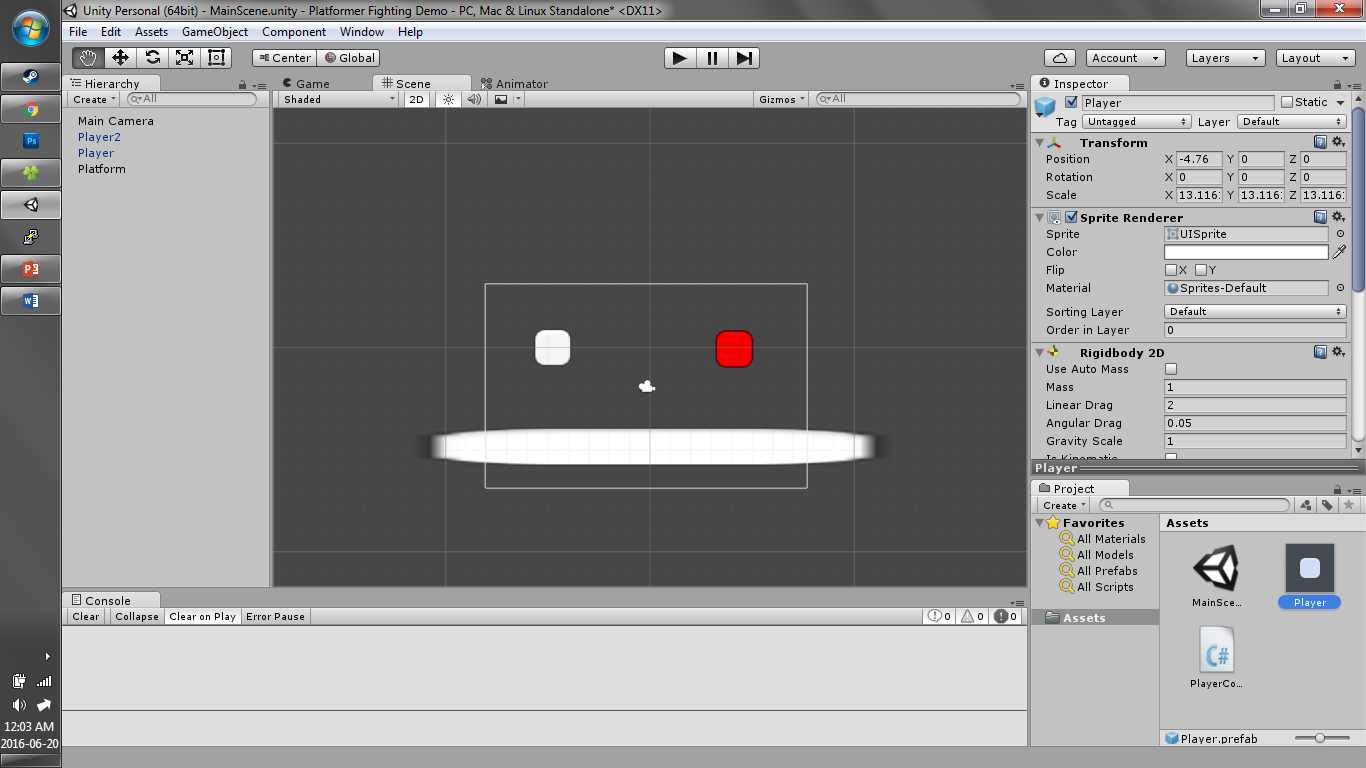 Unity Personal (64bit) - MainScene.unity - Platformer Fighting Demo - PC, Mac & Linux Standalone* <DX11>
File Edit Assets GameObject Component Window Help
Center Global Account Layers Layout
Hierarchy
Create All
Main Camera
Player2
Player
Platform
Game Scene Animator
Shaded 2D Gizmos All
Inspector
Player Static
Tag Untagged Layer Default
Transform
Position X -4.76 Y 0 Z 0
Rotation X 0 Y 0 Z 0
Scale X 13.116 Y 13.116 Z 13.116
Sprite Renderer
Sprite UISprite
Color
Flip X Y
Material Sprites-Default
Sorting Layer Default
Order in Layer 0
Rigidbody 2D
Use Auto Mass
Mass 1
Linear Drag 2
Angular Drag 0.05
Gravity Scale 1
Is Kinematic
Player
Project
Create
Favorites
All Materials
All Models
All Prefabs
All Scripts
Assets
Assets
MainSce...
Player
C#
PlayerCo...
Player.prefab
Console
Clear Collapse Clear on Play Error Pause 0 0 0
Ps
P
W
12:03 AM
2016-06-20